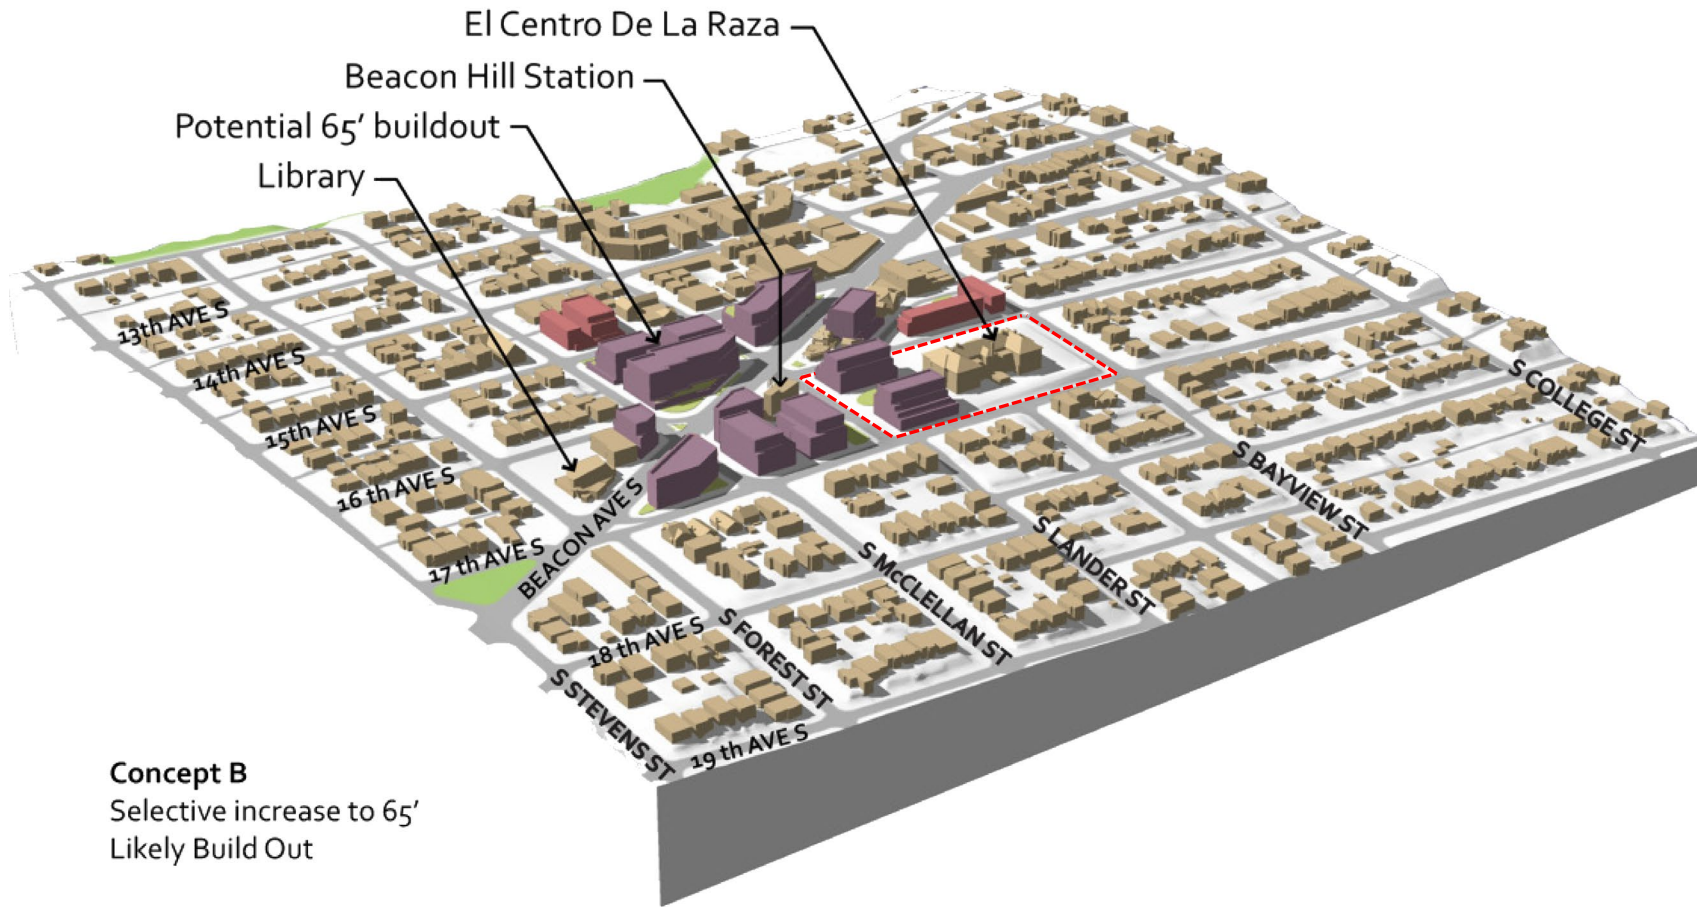 El Centro De La Raza
Beacon Hill Station
Potential 65’ buildout
Library
13th AVE S
14th AVE S
15th AVE S
16 th AVE S
17 th AVE S
BEACON AVE S
18 th AVE S
19 th AVE S
S STEVENS ST
S FOREST ST
S McCLELLAN ST
S LANDER ST
S BAYVIEW ST
S COLLEGE ST
Concept B
Selective increase to 65’
Likely Build Out